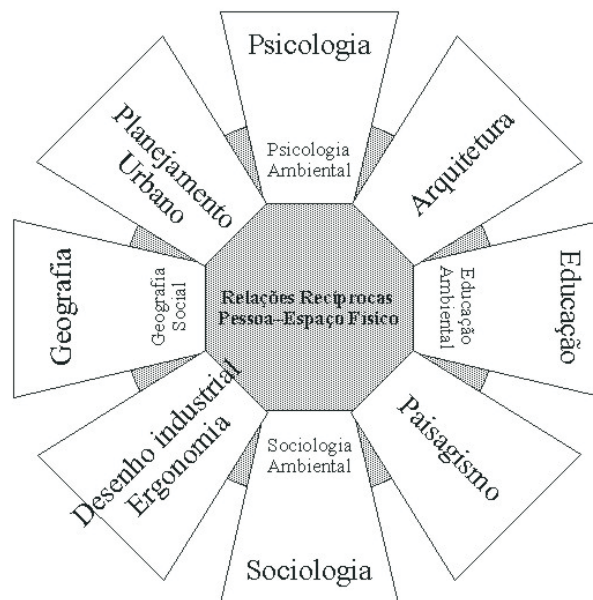 Psicologia
Psicologia
Ambiental
Planejamento
Urbano
Arquitetura
Geografia
Geografia
Social
Relações Recíprocas
Pessoa--Espaço Físico
Educação
Ambiental
Educação
Desenho industrial
Ergonomia
Paisagismo
Sociologia
Ambiental
Sociologia